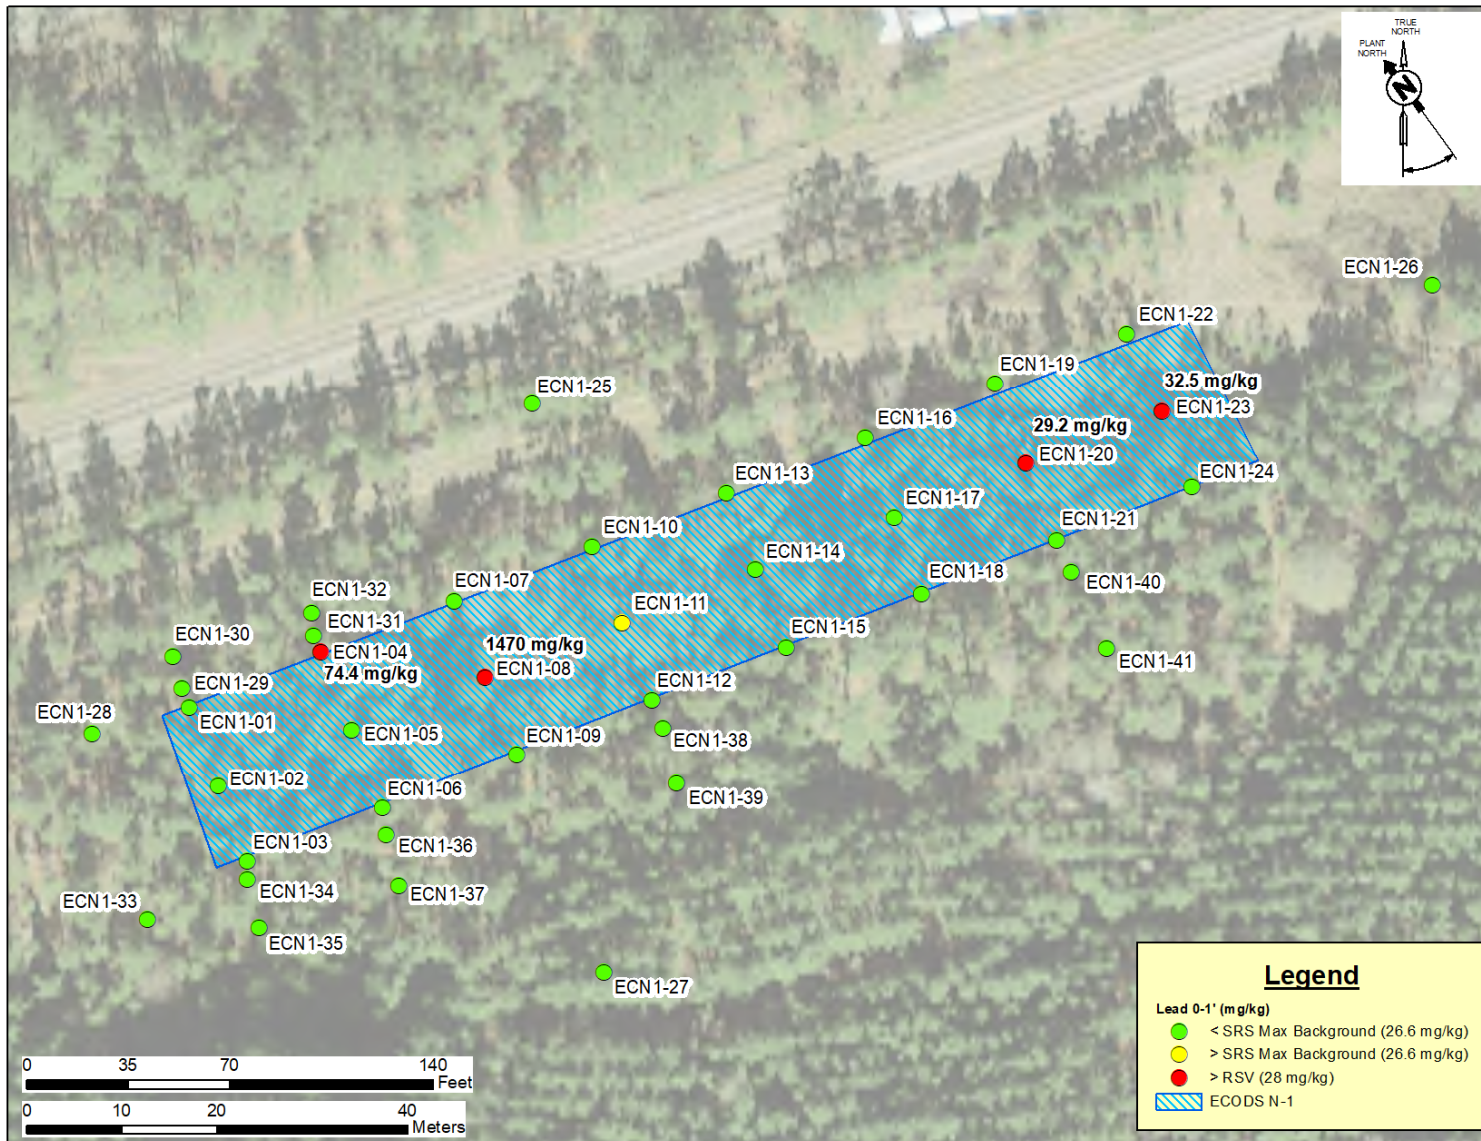 TRUE
NORTH
PLANT
NORTH
N
ECN1-26
ECN1-22
ECN1-19
32.5 mg/kg
ECN1-25
ECN1-23
ECN1-16
29.2 mg/kg
ECN1-20
ECN1-13
ECN1-24
ECN1-17
ECN1-10
ECN1-21
ECN1-14
ECN1-40
ECN1-07
ECN1-18
ECN1-32
ECN1-11
ECN1-31
ECN1-30
1470 mg/kg
ECN1-15
ECN1-04
ECN1-41
74.4 mg/kg
ECN1-08
ECN1-29
ECN1-12
ECN1-28
ECN1-01
ECN1-05
ECN1-09
ECN1-38
ECN1-02
ECN1-06
ECN1-39
ECN1-36
ECN1-03
ECN1-34
ECN1-37
ECN1-33
ECN1-35
ECN1-27
Legend
Lead 0-1' (mg/kg)
< SRS Max Background (26.6 mg/kg)
> SRS Max Background (26.6 mg/kg)
> RSV (28 mg/kg)
ECODS N-1
0 35 70 140
Feet
0 10 20 40
Meters